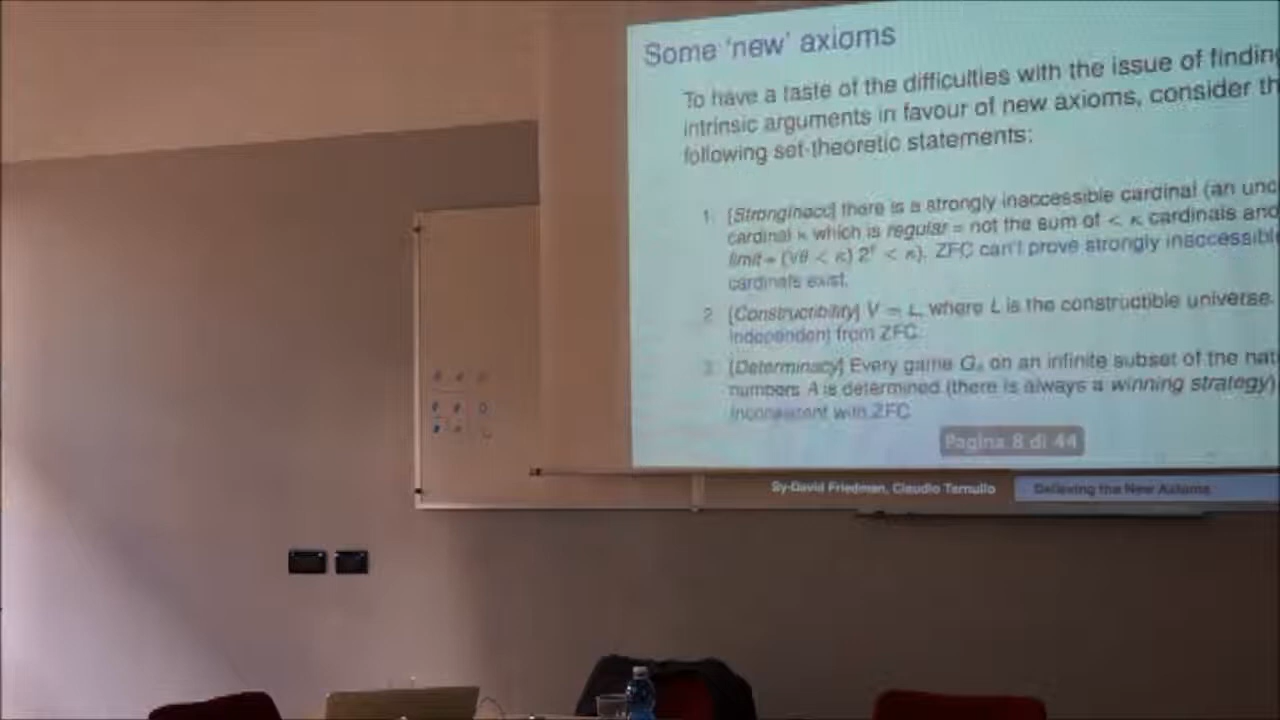 Some 'new' axioms
To have a taste of the difficulties with the issue of finding
intrinsic arguments in favour of new axioms, consider th
following set-theoretic statements:
1. [Stronginacc] there is a strongly inaccessible cardinal (an unc
cardinal κ which is regular = not the sum of < κ cardinals and
limit = (∀θ < κ) 2^θ < κ). ZFC can't prove strongly inaccessible
cardinals exist.
2. [Constructibility] V = L, where L is the constructible universe.
independent from ZFC.
3. [Determinacy] Every game G_A on an infinite subset of the nat
numbers A is determined (there is always a winning strategy)
Inconsistent with ZFC
Pagina 8 di 44
Sy-David Friedman, Claudio Ternullo
Believing the New Axioms